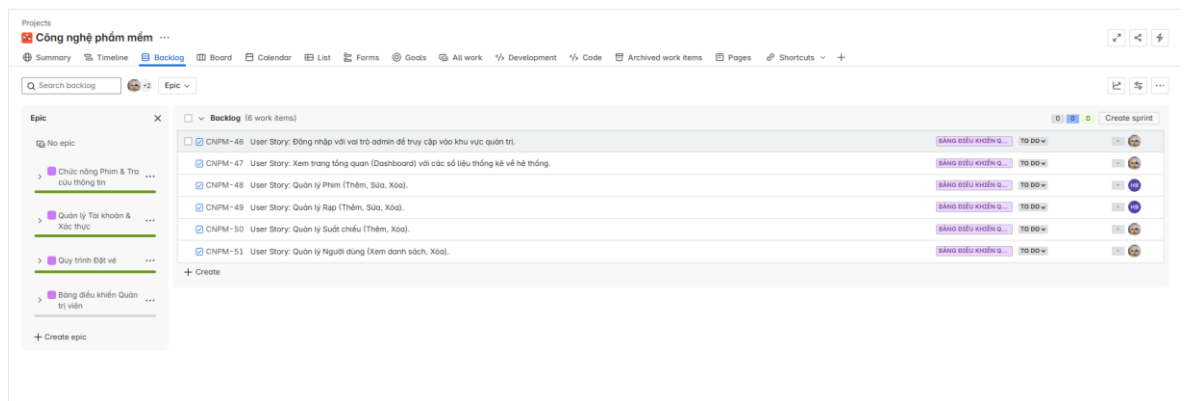 Projects
Công nghệ phần mềm ...
Summary Timeline Backlog Board Calendar List Forms Goals All work Development Code Archived work items Pages Shortcuts
Search backlog +2 Epic
Epic
No epic
Chức năng Phim & Tra cứu thông tin
Quản lý Tài khoản & Xác thực
Quy trình Đặt vé
Bảng điều khiển Quản trị viên
+ Create epic
Backlog (6 work items) 0 0 0 Create sprint
CNPM-46 User Story: Đăng nhập với vai trò admin để truy cập vào khu vực quản trị. BẢNG ĐIỀU KHIỂN Q... TO DO -
CNPM-47 User Story: Xem trang tổng quan (Dashboard) với các số liệu thống kê về hệ thống. BẢNG ĐIỀU KHIỂN Q... TO DO -
CNPM-48 User Story: Quản lý Phim (Thêm, Sửa, Xóa). BẢNG ĐIỀU KHIỂN Q... TO DO - HB
CNPM-49 User Story: Quản lý Rạp (Thêm, Sửa, Xóa). BẢNG ĐIỀU KHIỂN Q... TO DO - HB
CNPM-50 User Story: Quản lý Suất chiếu (Thêm, Xóa). BẢNG ĐIỀU KHIỂN Q... TO DO -
CNPM-51 User Story: Quản lý Người dùng (Xem danh sách, Xóa). BẢNG ĐIỀU KHIỂN Q... TO DO -
+ Create